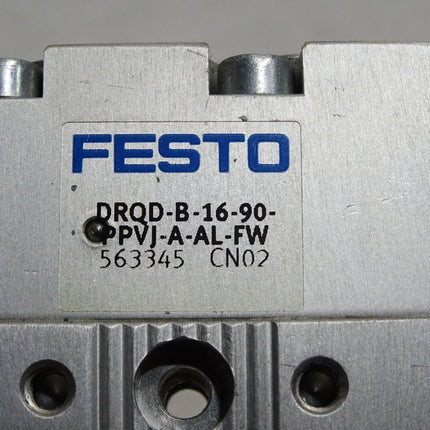 FESTO
DRQD-B-16-90-
PPVJ-A-AL-FW
563345 CN02